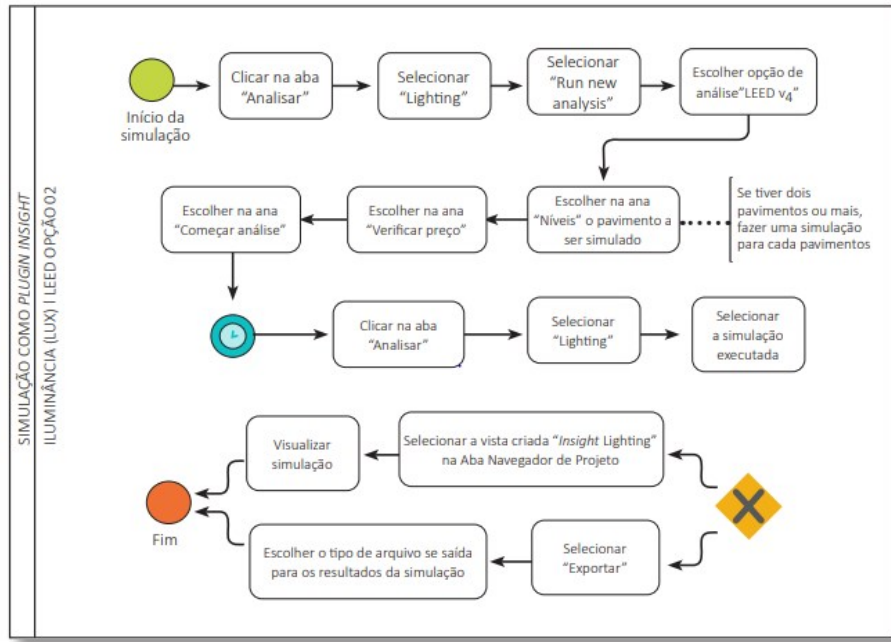 SIMULAÇÃO COMO PLUGIN INSIGHT
ILUMINÂNCIA (LUX) | LEED OPÇÃO 02
Início da
simulação
Clicar na aba
“Analisar”
Selecionar
“Lighting”
Selecionar
“Run new
analysis”
Escolher opção de
análise”LEED v4”
Escolher na ana
“Começar análise”
Escolher na ana
“Verificar preço”
Escolher na ana
“Níveis” o pavimento a
ser simulado
Se tiver dois
pavimentos ou mais,
fazer uma simulação
para cada pavimentos
Clicar na aba
“Analisar”
Selecionar
“Lighting”
Selecionar
a simulação
executada
Visualizar
simulação
Selecionar a vista criada “Insight Lighting”
na Aba Navegador de Projeto
Fim
Escolher o tipo de arquivo se saída
para os resultados da simulação
Selecionar
“Exportar”